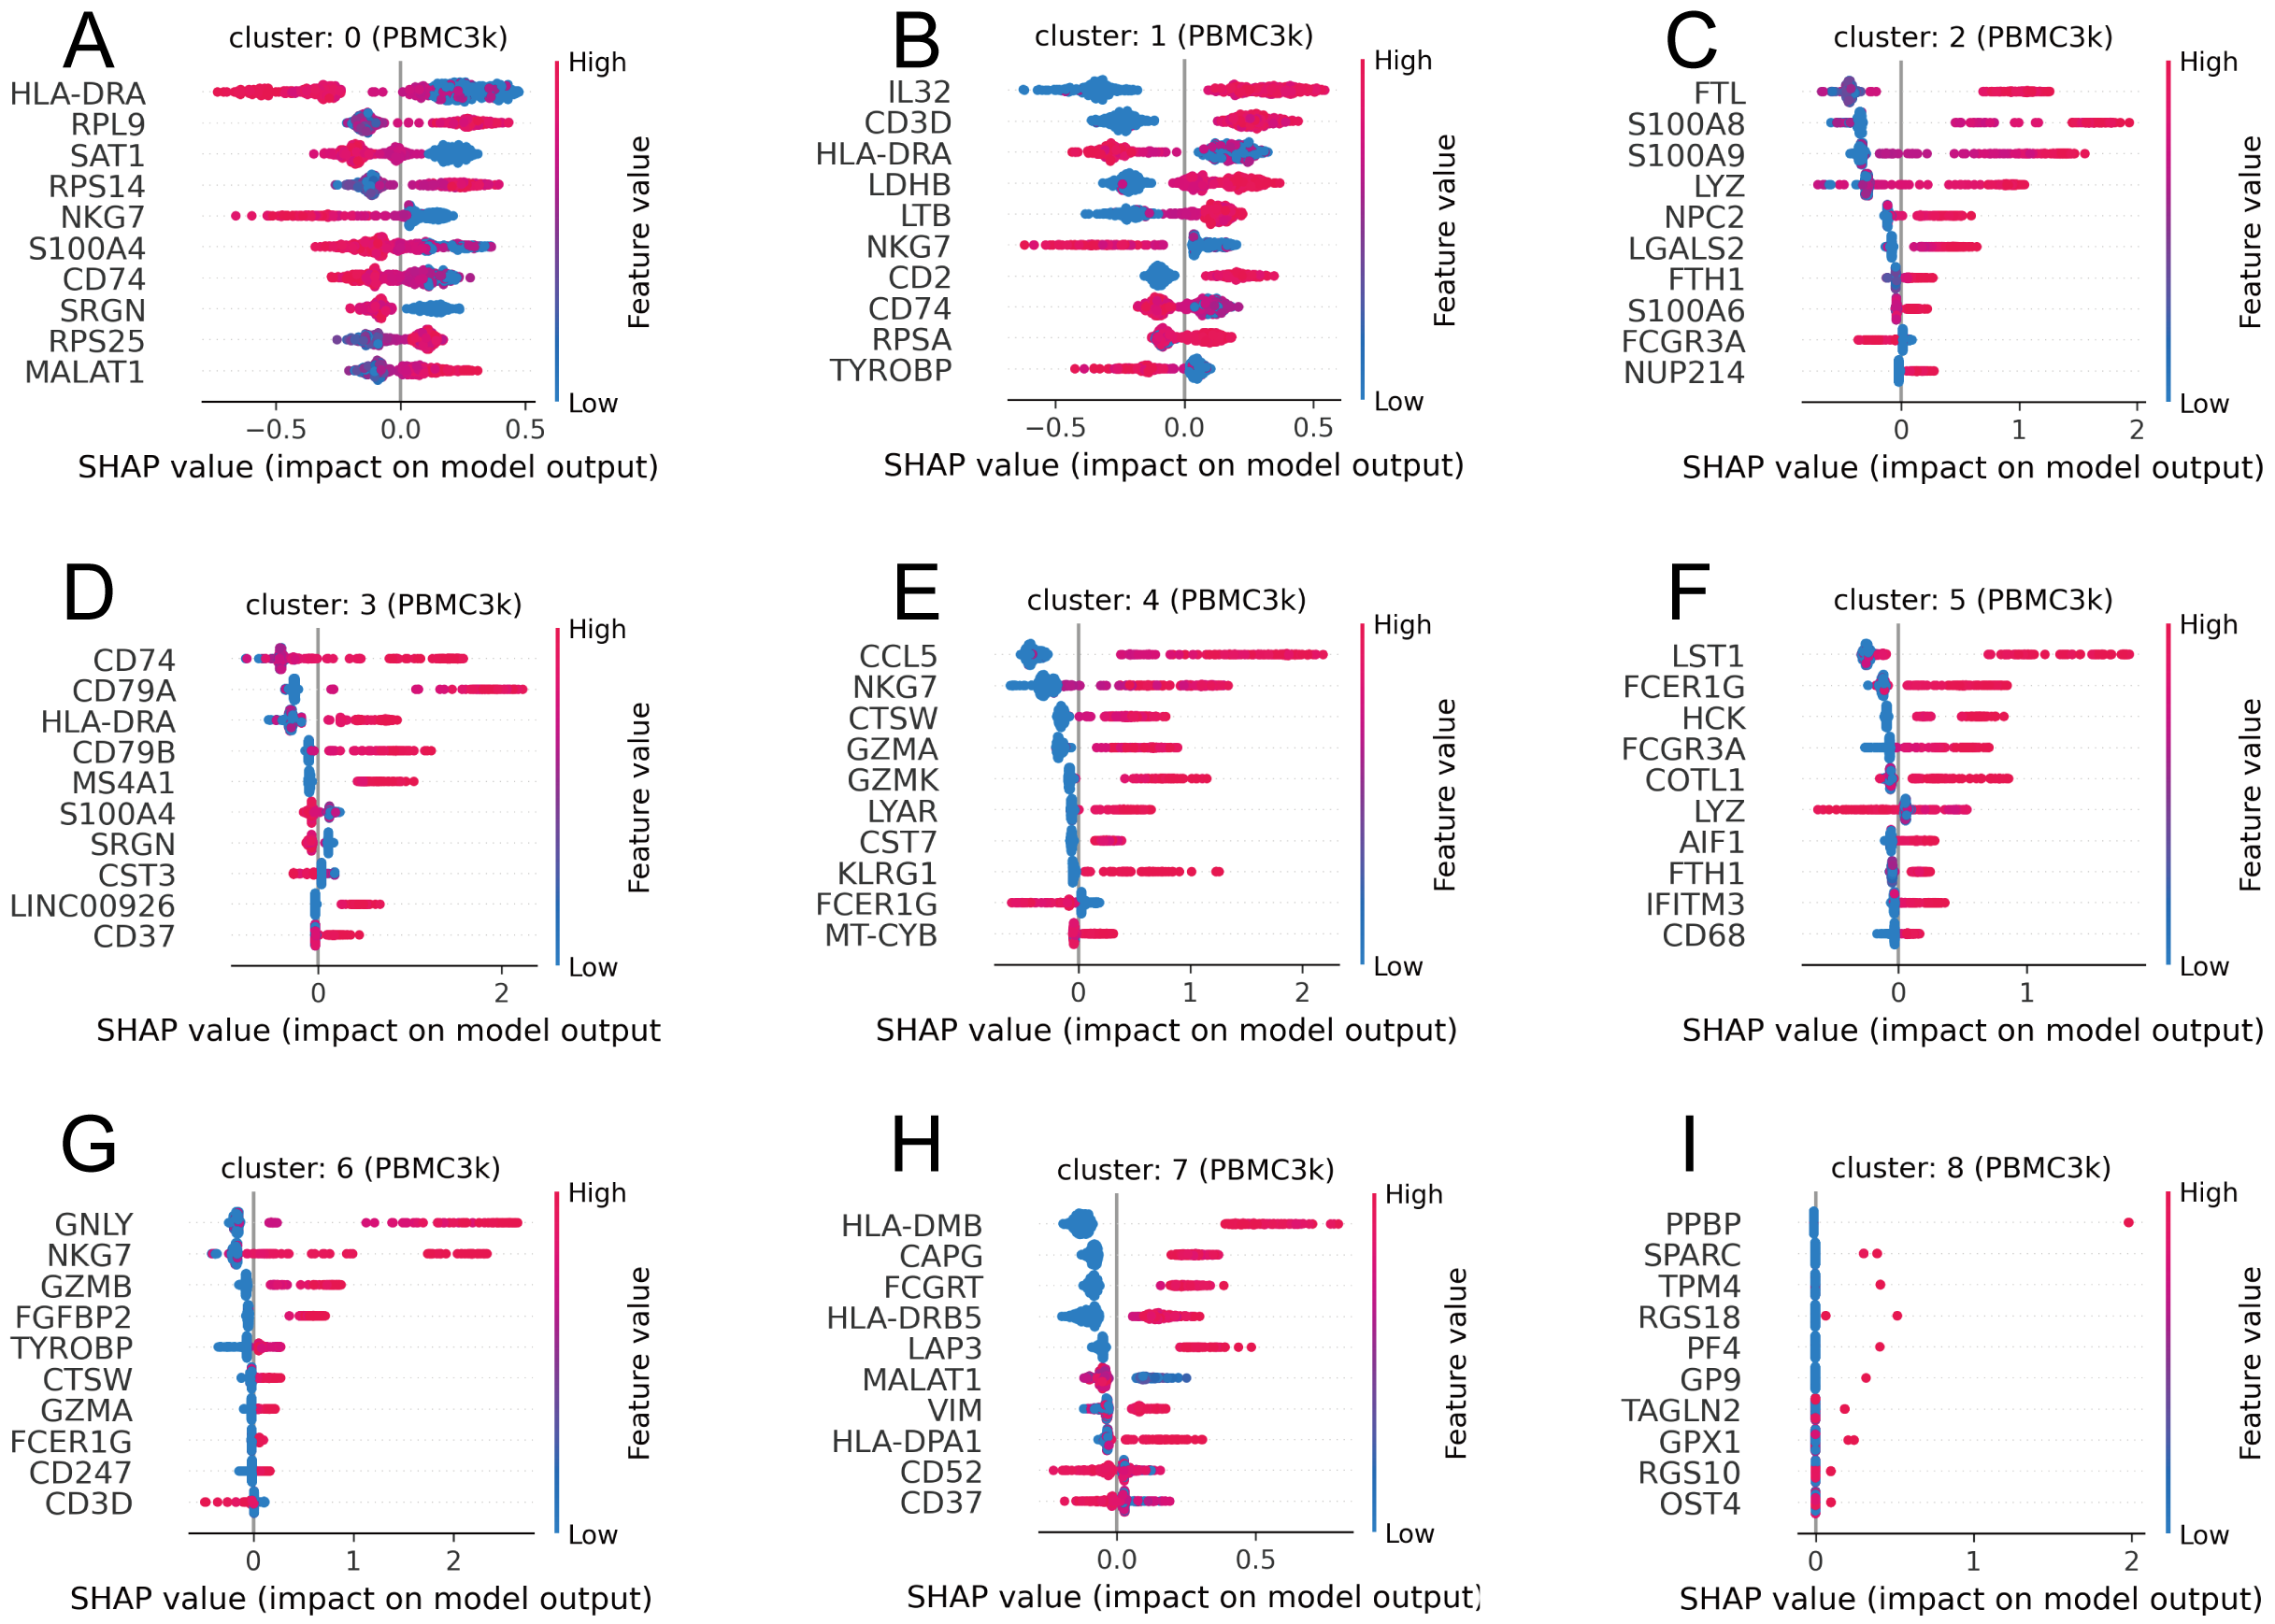 A
cluster: 0 (PBMC3k)
High
HLA-DRA
RPL9
SAT1
RPS14
NKG7
S100A4
CD74
SRGN
RPS25
MALAT1
Feature value
Low
−0.5 0.0 0.5
SHAP value (impact on model output)
B
cluster: 1 (PBMC3k)
High
IL32
CD3D
HLA-DRA
LDHB
LTB
NKG7
CD2
CD74
RPSA
TYROBP
Feature value
Low
−0.5 0.0 0.5
SHAP value (impact on model output)
C
cluster: 2 (PBMC3k)
High
FTL
S100A8
S100A9
LYZ
NPC2
LGALS2
FTH1
S100A6
FCGR3A
NUP214
Feature value
Low
0 1 2
SHAP value (impact on model output)
D
cluster: 3 (PBMC3k)
High
CD74
CD79A
HLA-DRA
CD79B
MS4A1
S100A4
SRGN
CST3
LINC00926
CD37
Feature value
Low
0 2
SHAP value (impact on model output
E
cluster: 4 (PBMC3k)
High
CCL5
NKG7
CTSW
GZMA
GZMK
LYAR
CST7
KLRG1
FCER1G
MT-CYB
Feature value
Low
0 1 2
SHAP value (impact on model output)
F
cluster: 5 (PBMC3k)
High
LST1
FCER1G
HCK
FCGR3A
COTL1
LYZ
AIF1
FTH1
IFITM3
CD68
Feature value
Low
0 1
SHAP value (impact on model output)
G
cluster: 6 (PBMC3k)
High
GNLY
NKG7
GZMB
FGFBP2
TYROBP
CTSW
GZMA
FCER1G
CD247
CD3D
Feature value
Low
0 1 2
SHAP value (impact on model output)
H
cluster: 7 (PBMC3k)
High
HLA-DMB
CAPG
FCGRT
HLA-DRB5
LAP3
MALAT1
VIM
HLA-DPA1
CD52
CD37
Feature value
Low
0.0 0.5
SHAP value (impact on model output)
I
cluster: 8 (PBMC3k)
High
PPBP
SPARC
TPM4
RGS18
PF4
GP9
TAGLN2
GPX1
RGS10
OST4
Feature value
Low
0 1 2
SHAP value (impact on model output)